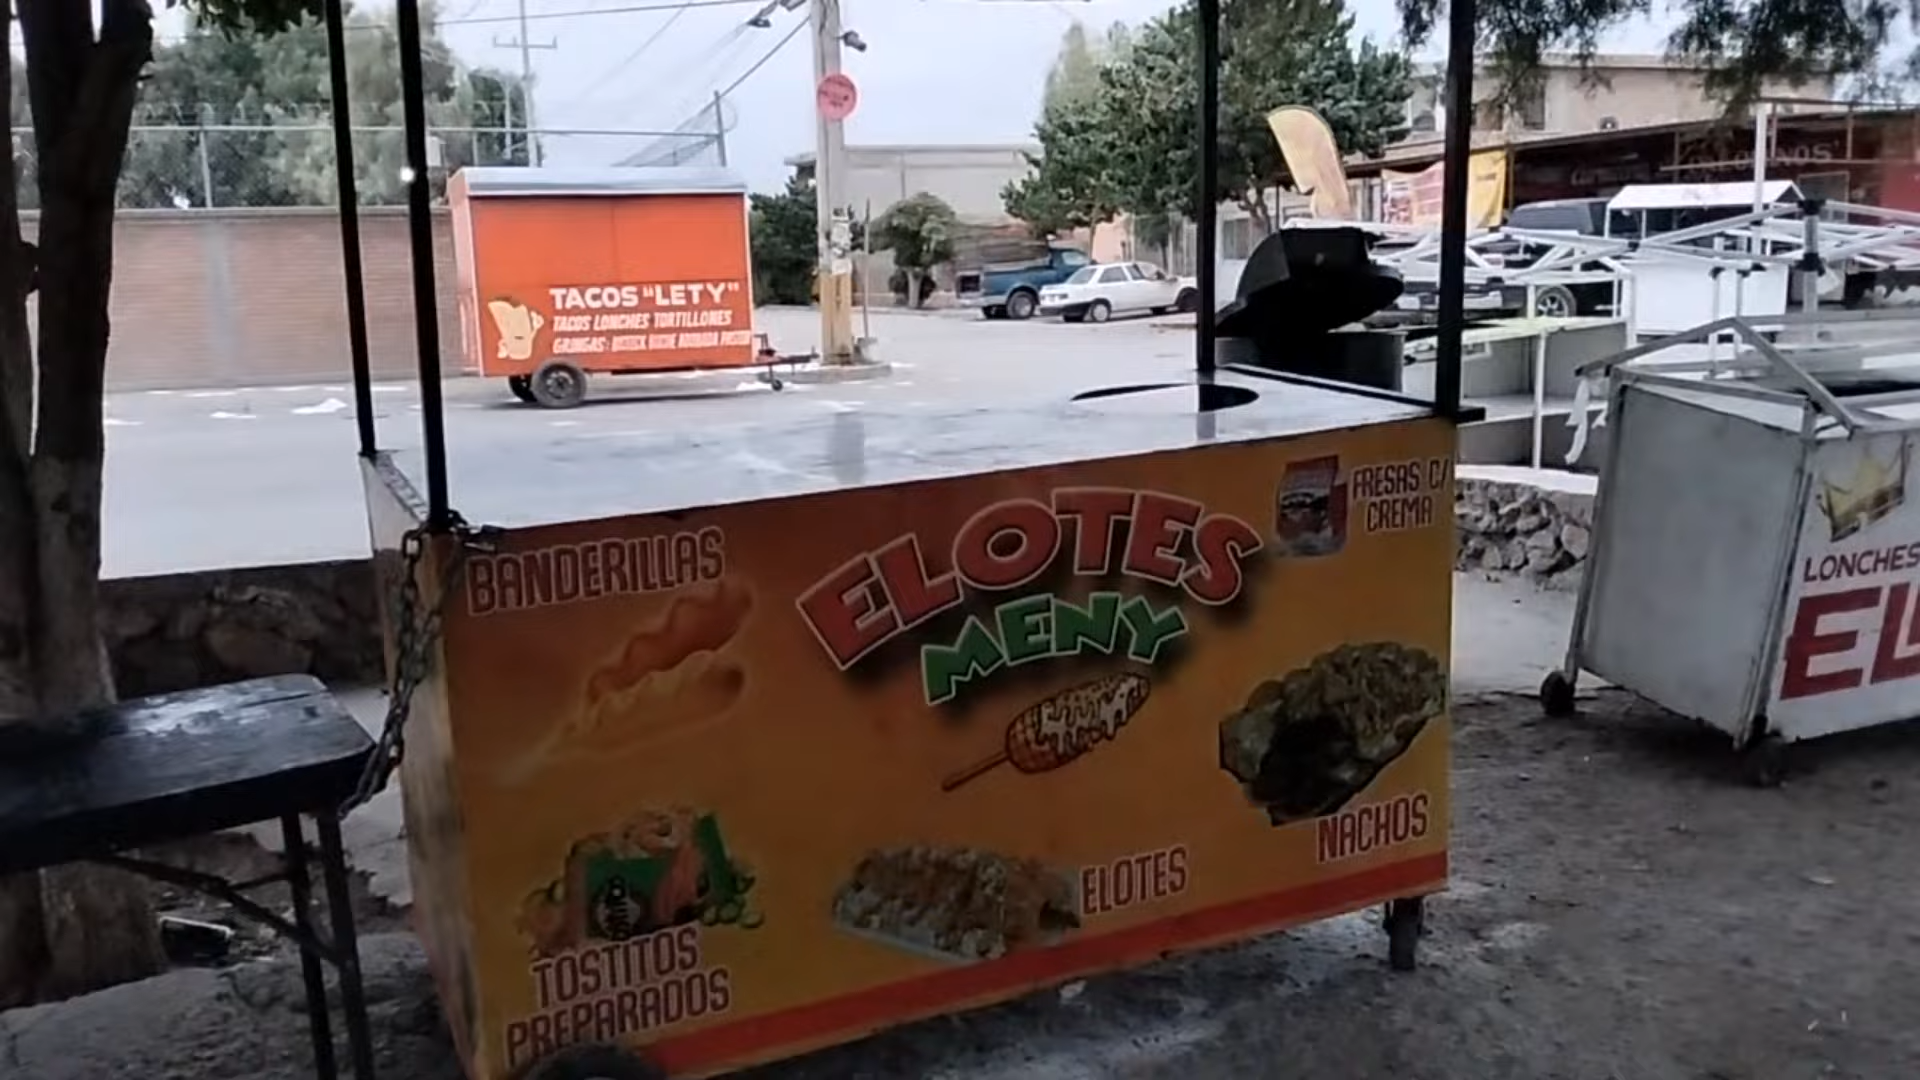 TACOS "LETY"
TACOS LONCHES TORTILLONES
GRINGAS:
BANDERILLAS
ELOTES
MENY
FRESAS C/
CREMA
NACHOS
ELOTES
TOSTITOS
PREPARADOS
LONCHES
EL